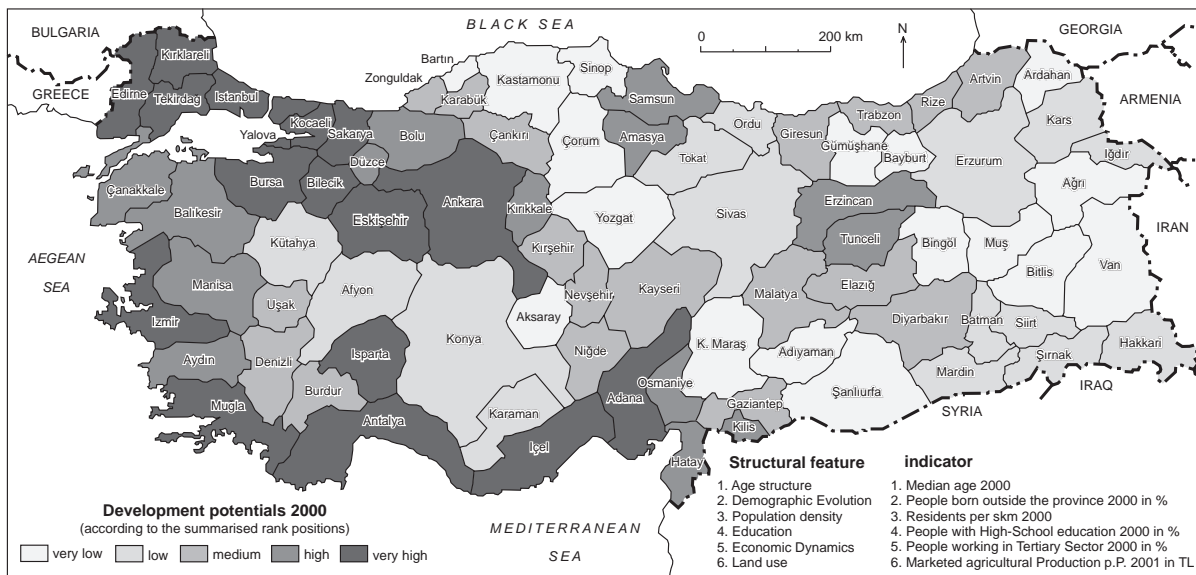 BLACK SEA
BULGARIA
GEORGIA
Kırklareli
0 200 km
N
Bartın
Sinop
Artvin
Ardahan
Zonguldak
Kastamonu
GREECE
Edirne
Tekirdag
Istanbul
Karabük
Samsun
Rize
ARMENIA
Kocaeli
Sakarya
Bolu
Çankırı
Ordu
Giresun
Trabzon
Kars
Yalova
Düzce
Çorum
Amasya
Tokat
Gümüşhane
Bayburt
Erzurum
Iğdır
Çanakkale
Bursa
Bilecik
Ankara
Kırıkkale
Erzincan
Ağrı
Balıkesir
Eskişehir
Yozgat
Sivas
IRAN
Kütahya
Kırşehir
Tunceli
Bingöl
Muş
AEGEAN
SEA
Manisa
Uşak
Afyon
Nevşehir
Kayseri
Malatya
Elazığ
Bitlis
Van
Izmir
Aksaray
Diyarbakır
Batman
Siirt
Aydın
Denizli
Isparta
Konya
Niğde
K. Maraş
Adıyaman
Şırnak
Hakkari
Burdur
Osmaniye
Mardin
Mugla
Antalya
Karaman
Adana
Gaziantep
Şanlıurfa
IRAQ
Içel
Kilis
SYRIA
Hatay
MEDITERRANEAN
SEA
Development potentials 2000
(according to the summarised rank positions)
very low low medium high very high
Structural feature
1. Age structure
2. Demographic Evolution
3. Population density
4. Education
5. Economic Dynamics
6. Land use
indicator
1. Median age 2000
2. People born outside the province 2000 in %
3. Residents per skm 2000
4. People with High-School education 2000 in %
5. People working in Tertiary Sector 2000 in %
6. Marketed agricultural Production p.P. 2001 in TL